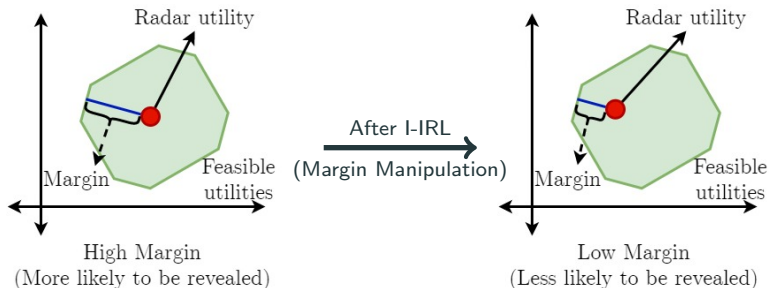 Radar utility
Margin
Feasible
utilities
High Margin
(More likely to be revealed)
After I-IRL
(Margin Manipulation)
Radar utility
Margin
Feasible
utilities
Low Margin
(Less likely to be revealed)